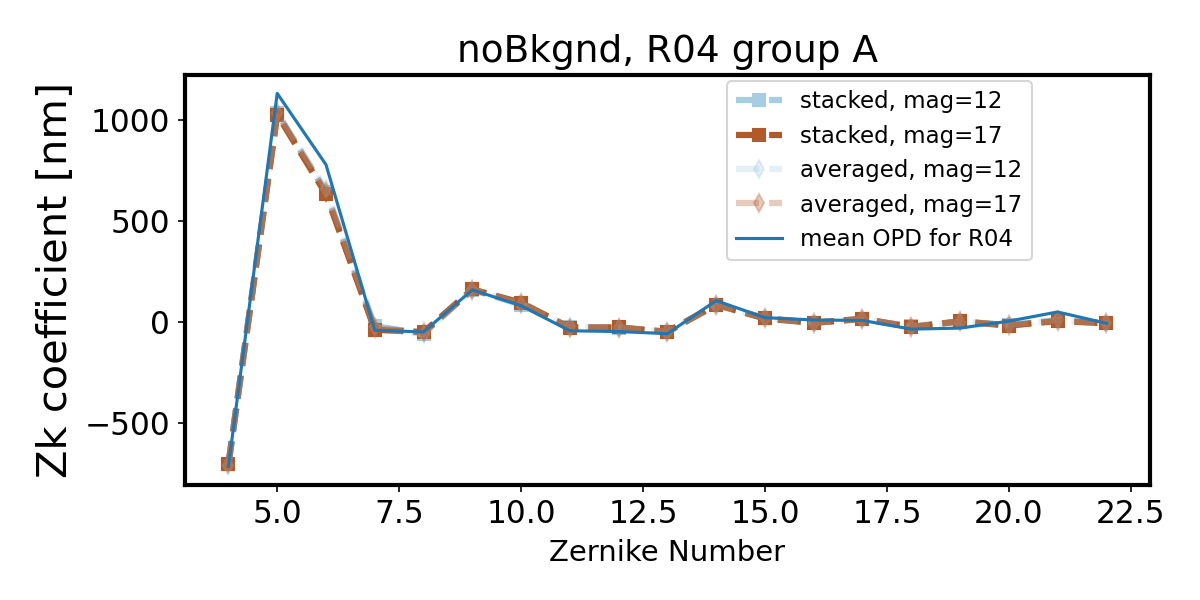 noBkgnd, R04 group A
Zk coefficient [nm]
1000
500
0
−500
stacked, mag=12
stacked, mag=17
averaged, mag=12
averaged, mag=17
mean OPD for R04
5.0 7.5 10.0 12.5 15.0 17.5 20.0 22.5
Zernike Number